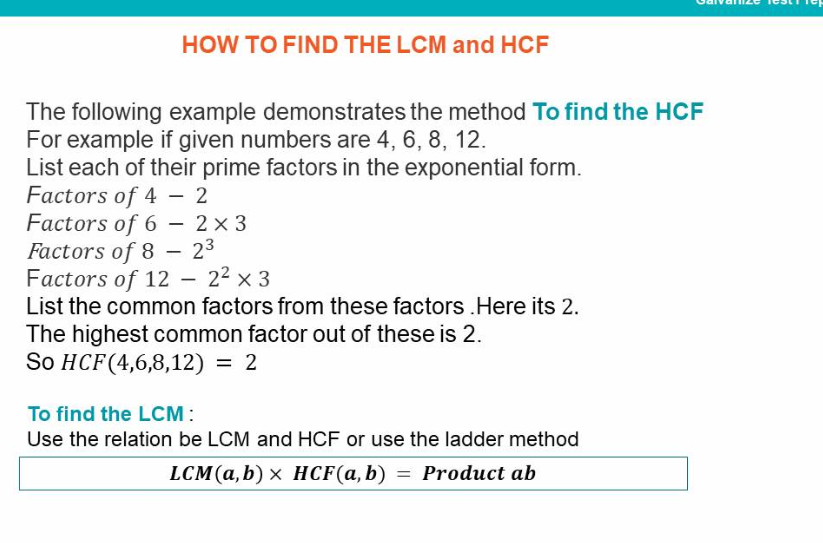 Galvanize Test Prep
HOW TO FIND THE LCM and HCF
The following example demonstrates the method To find the HCF
For example if given numbers are 4, 6, 8, 12.
List each of their prime factors in the exponential form.
Factors of 4 − 2
Factors of 6 − 2 × 3
Factors of 8 − 2³
Factors of 12 − 2² × 3
List the common factors from these factors .Here its 2.
The highest common factor out of these is 2.
So HCF(4,6,8,12) = 2
To find the LCM :
Use the relation be LCM and HCF or use the ladder method
LCM(a,b) × HCF(a,b) = Product ab